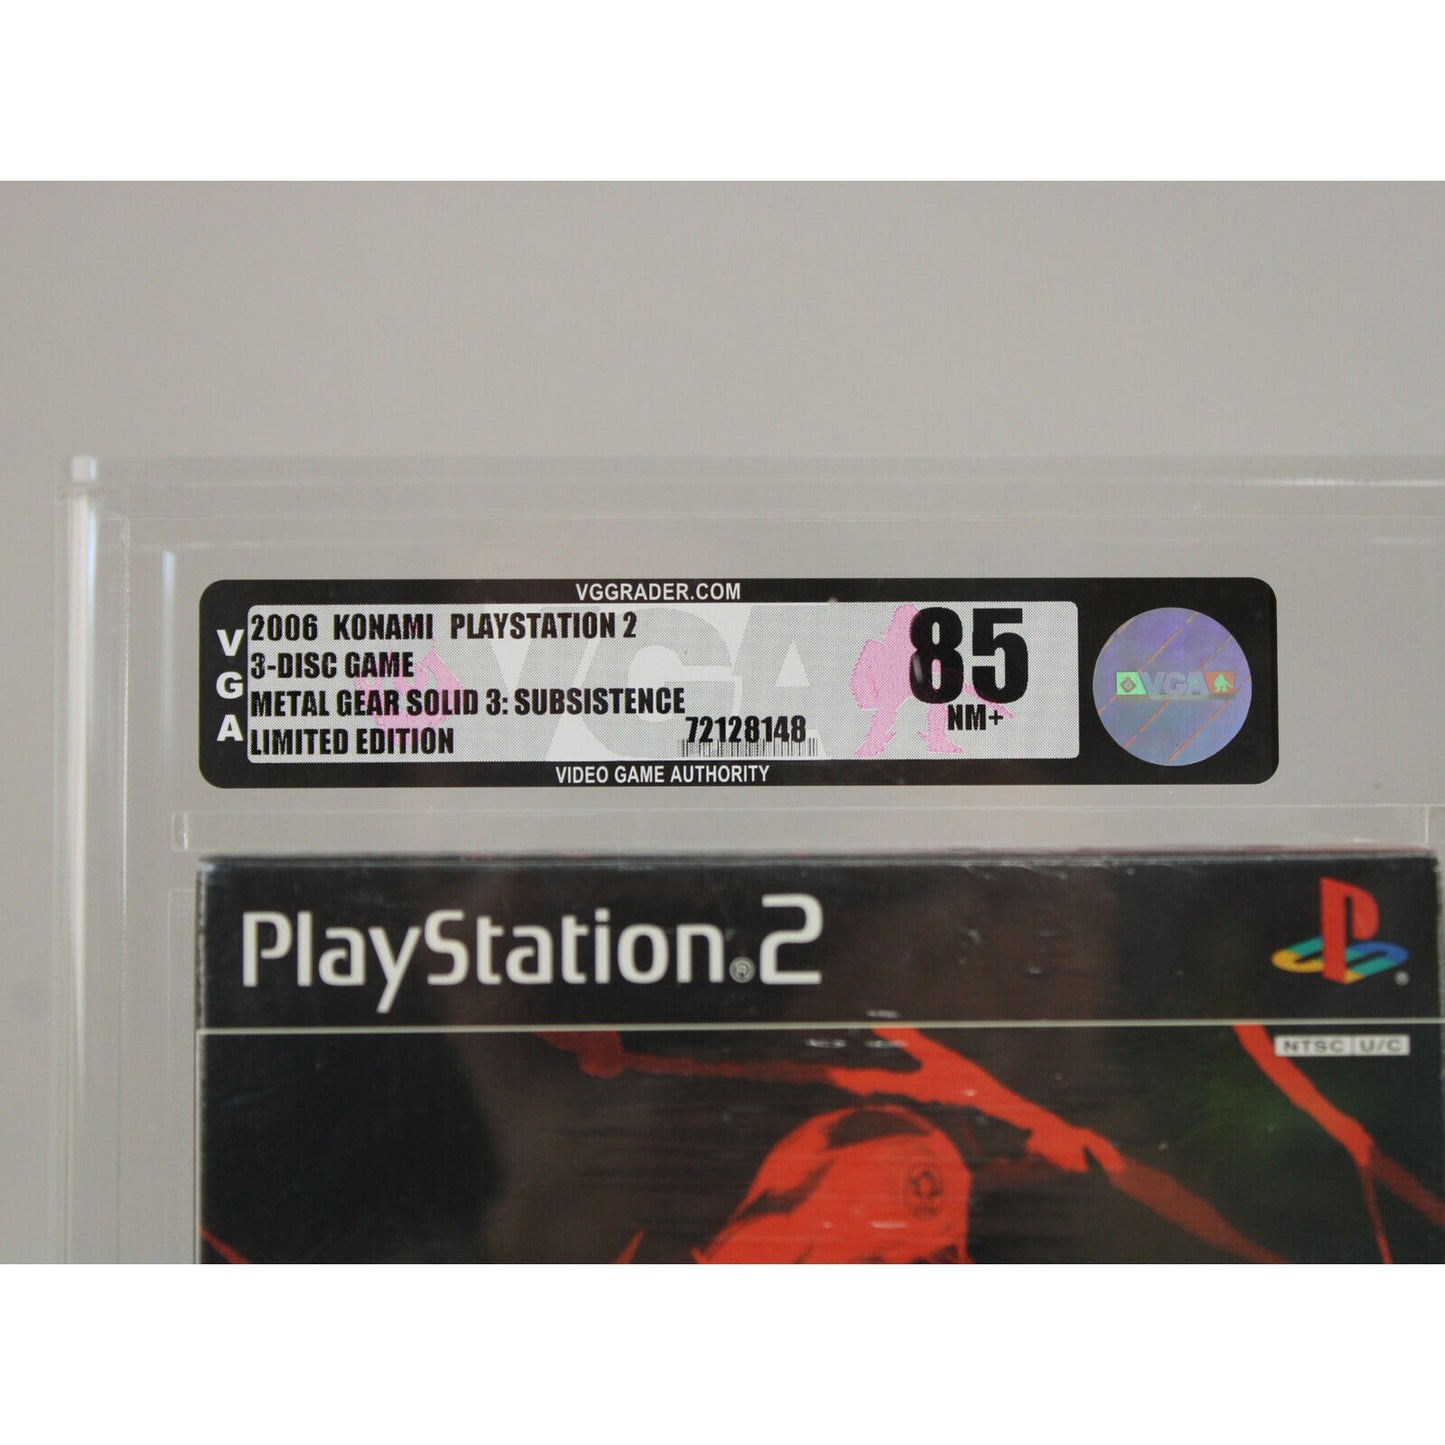 VGGRADER.COM
VGA
2006 KONAMI PLAYSTATION 2
3-DISC GAME
METAL GEAR SOLID 3: SUBSISTENCE
LIMITED EDITION
72128148
85
NM+
VGA
VGA
VIDEO GAME AUTHORITY
PlayStation®2
NTSC U/C